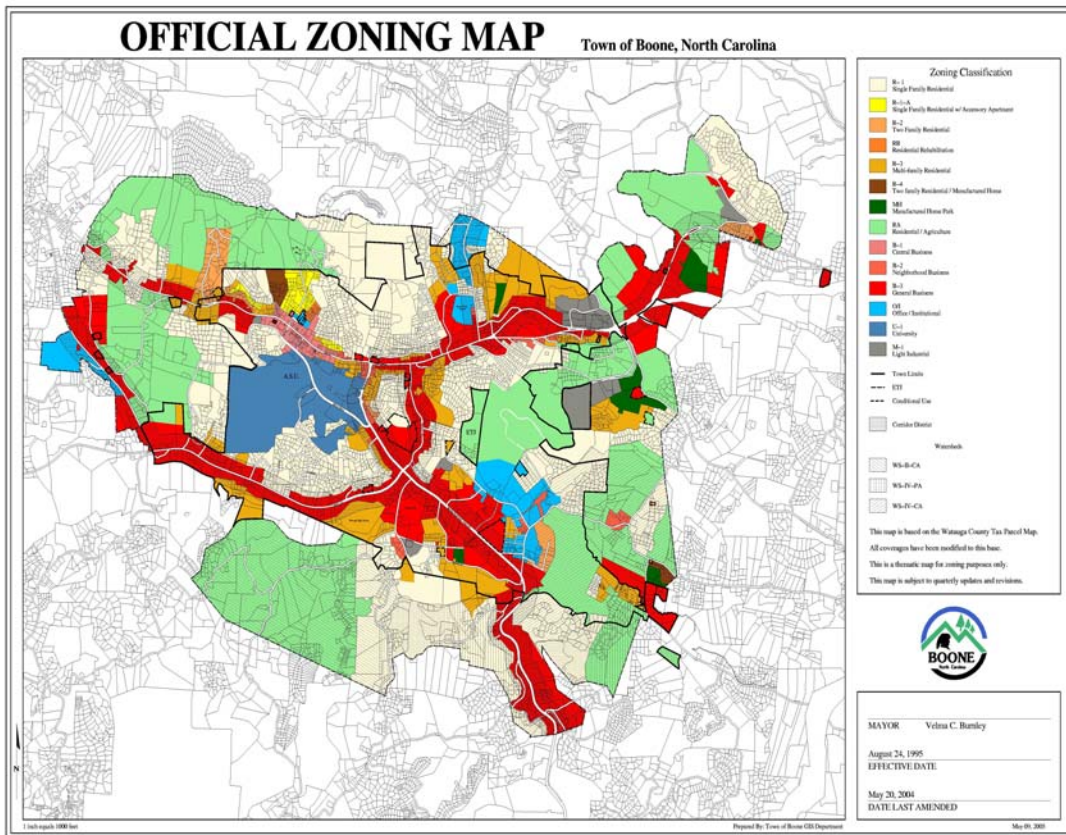 OFFICIAL ZONING MAP
Town of Boone, North Carolina
Zoning Classification
R-1
Single Family Residential
R-1-A
Single Family Residential w/ Accessory Apartment
R-2
Two Family Residential
RR
Residential Rehabilitation
R-3
Multi-family Residential
R-4
Two family Residential / Manufactured Home
MH
Manufactured Home Park
RA
Residential / Agriculture
B-1
Central Business
B-2
Neighborhood Business
B-3
General Business
O/I
Office / Institutional
U-1
University
M-1
Light Industrial
Town Limits
ETJ
Conditional Use
Corridor District
Watersheds
WS-II-CA
WS-IV-PA
WS-IV-CA
This map is based on the Watauga County Tax Parcel Map.
All coverages have been modified to this base.
This is a thematic map for zoning purposes only.
This map is subject to quarterly updates and revisions.
A.S.U.
ETJ
BOONE
North Carolina
MAYOR Velma C. Burnley
August 24, 1995
EFFECTIVE DATE
May 20, 2004
DATE LAST AMENDED
N
1 inch equals 1000 feet
Prepared By: Town of Boone GIS Department
May 09, 2005